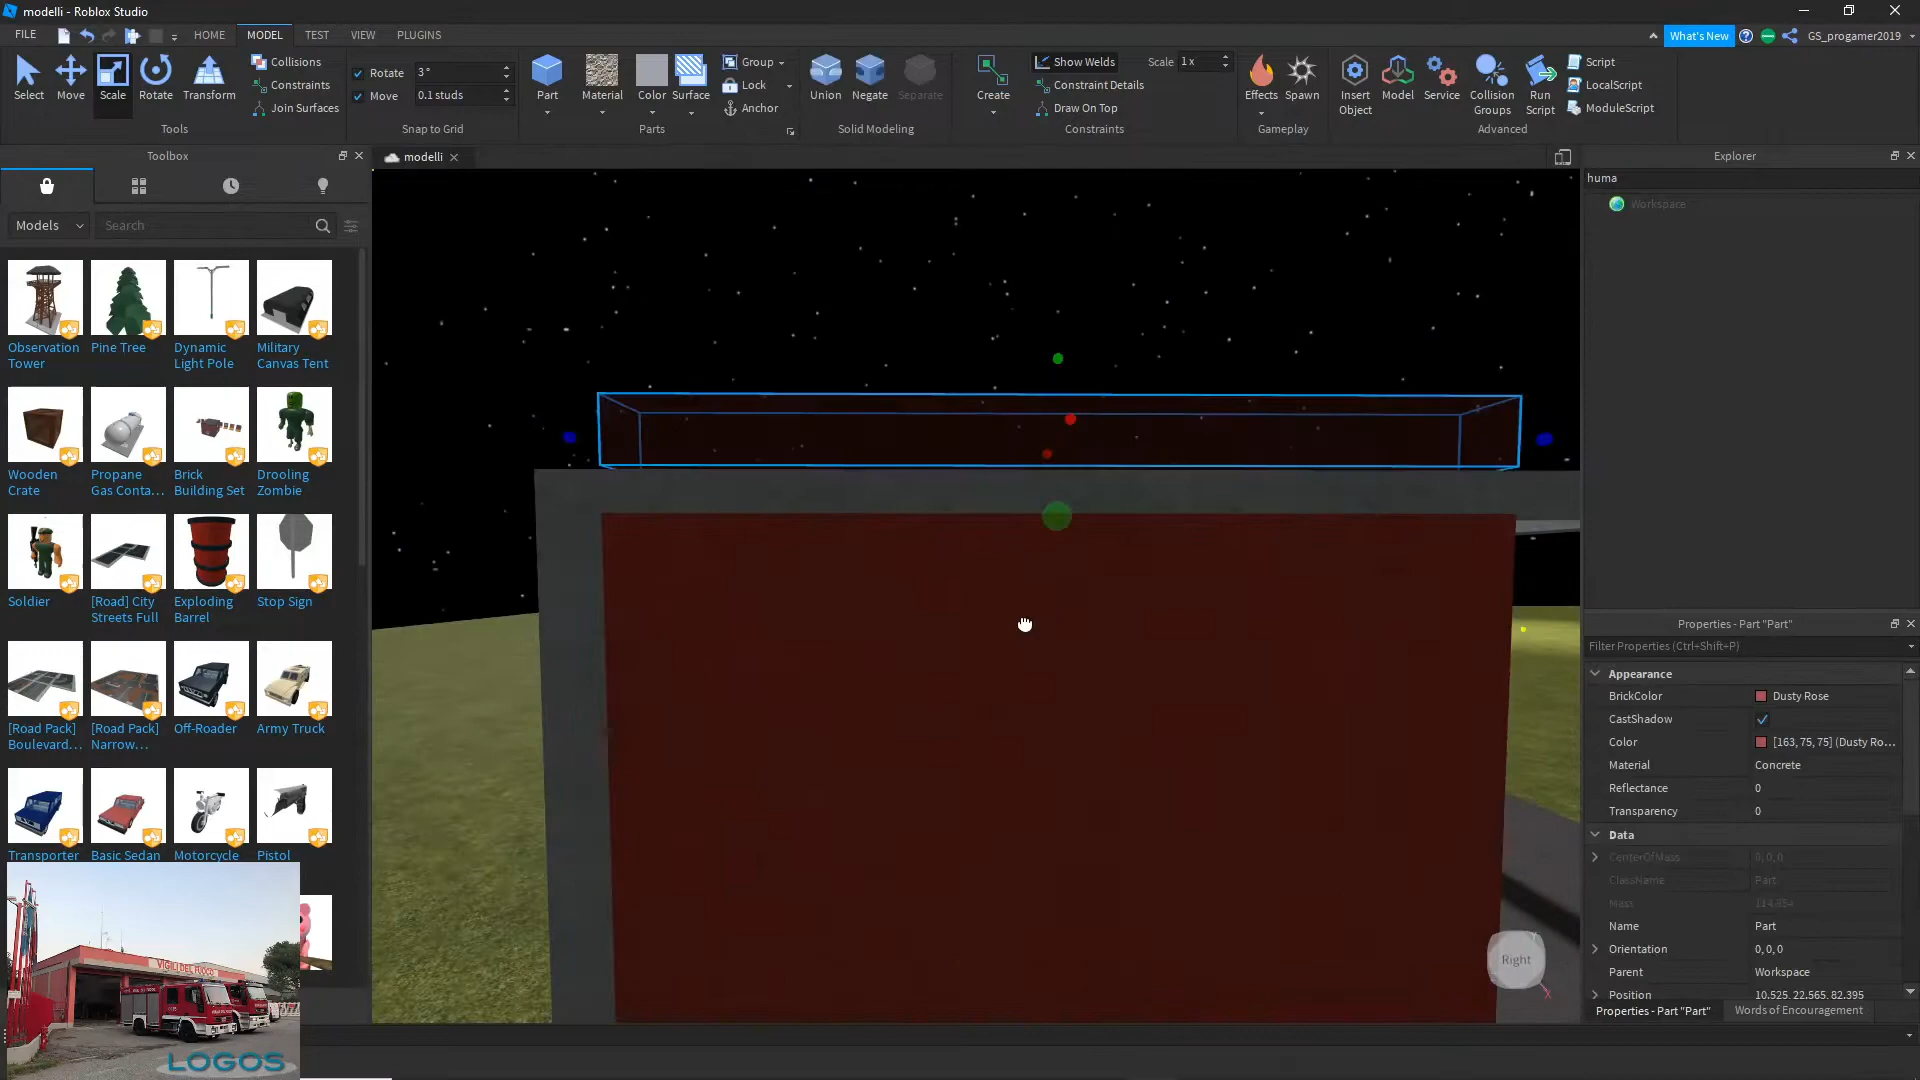 modelli - Roblox Studio
FILE HOME MODEL TEST VIEW PLUGINS What's New GS_progamer2019
Select Move Scale Rotate Transform
Collisions
Constraints
Join Surfaces
Tools
Rotate 3°
Move 0.1 studs
Snap to Grid
Part Material Color Surface
Group
Lock
Anchor
Parts
Union Negate Separate
Solid Modeling
Create
Show Welds Scale 1 x
Constraint Details
Draw On Top
Constraints
Effects Spawn
Gameplay
Insert Object Model Service Collision Groups Run Script
Script
LocalScript
ModuleScript
Advanced
Toolbox
modelli
Explorer
huma
Workspace
Models Search
Observation Tower
Pine Tree
Dynamic Light Pole
Military Canvas Tent
Wooden Crate
Propane Gas Conta...
Brick Building Set
Drooling Zombie
Soldier
[Road] City Streets Full
Exploding Barrel
Stop Sign
[Road Pack] Boulevard...
[Road Pack] Narrow...
Off-Roader
Army Truck
Transporter
Basic Sedan
Motorcycle
Pistol
VIGILI DEL FUOCO
LOGOS
Right
X
Properties - Part "Part"
Filter Properties (Ctrl+Shift+P)
Appearance
BrickColor Dusty Rose
CastShadow
Color [163, 75, 75] (Dusty Ro...
Material Concrete
Reflectance 0
Transparency 0
Data
CenterOfMass 0, 0, 0
ClassName Part
Mass 114.854
Name Part
Orientation 0, 0, 0
Parent Workspace
Position 10.525, 22.565, 82.395
Properties - Part "Part" Words of Encouragement